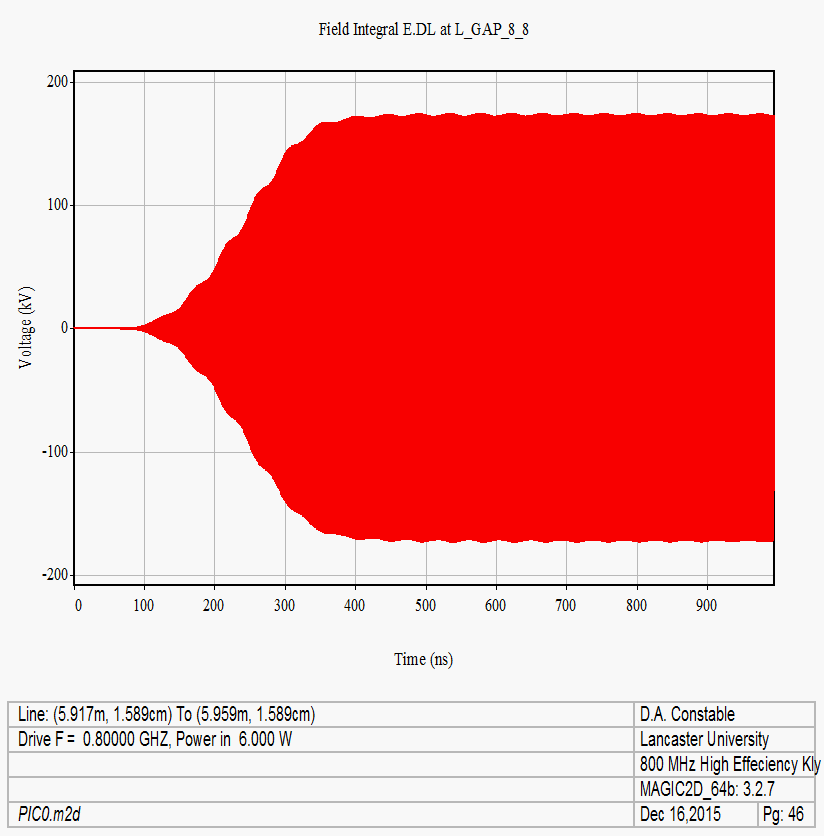 Field Integral E.DL at L_GAP_8_8
200
100
0
-100
-200
Voltage (kV)
0 100 200 300 400 500 600 700 800 900
Time (ns)
Line: (5.917m, 1.589cm) To (5.959m, 1.589cm)
D.A. Constable
Drive F = 0.80000 GHZ, Power in 6.000 W
Lancaster University
800 MHz High Effeciency Kly
MAGIC2D_64b: 3.2.7
PIC0.m2d
Dec 16,2015
Pg: 46